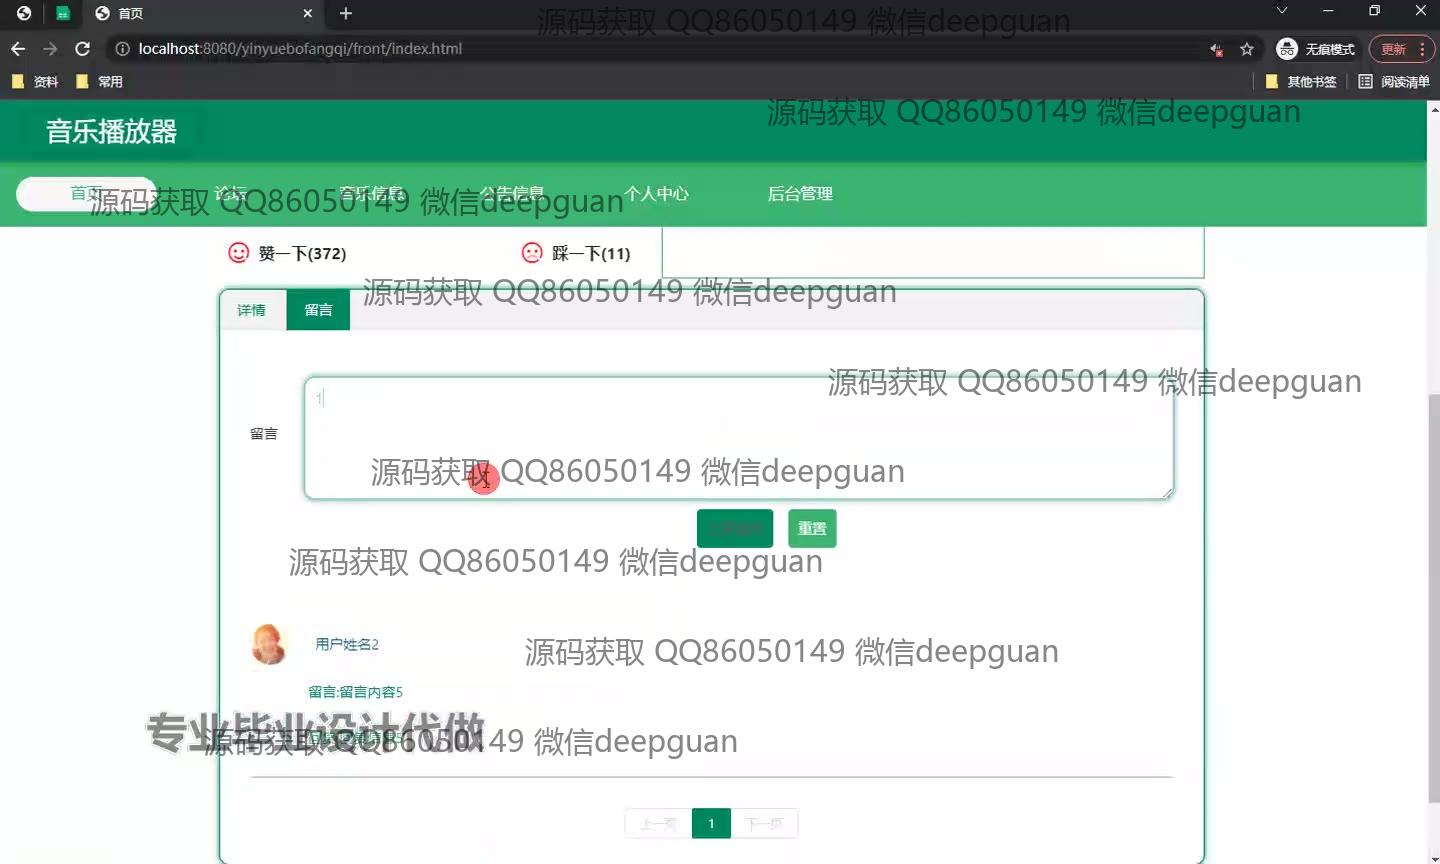 首页
源码获取 QQ86050149 微信deepguan
localhost:8080/yinyuebofangqi/front/index.html
无痕模式
更新
资料
常用
其他书签
阅读清单
源码获取 QQ86050149 微信deepguan
音乐播放器
首页
论坛
音乐信息
公告信息
个人中心
后台管理
源码获取 QQ86050149 微信deepguan
赞一下(372)
踩一下(11)
源码获取 QQ86050149 微信deepguan
详情
留言
源码获取 QQ86050149 微信deepguan
1
留言
源码获取 QQ86050149 微信deepguan
重置
源码获取 QQ86050149 微信deepguan
用户姓名2
源码获取 QQ86050149 微信deepguan
留言:留言内容5
专业毕业设计代做
源码获取 QQ86050149 微信deepguan
上一页
1
下一页